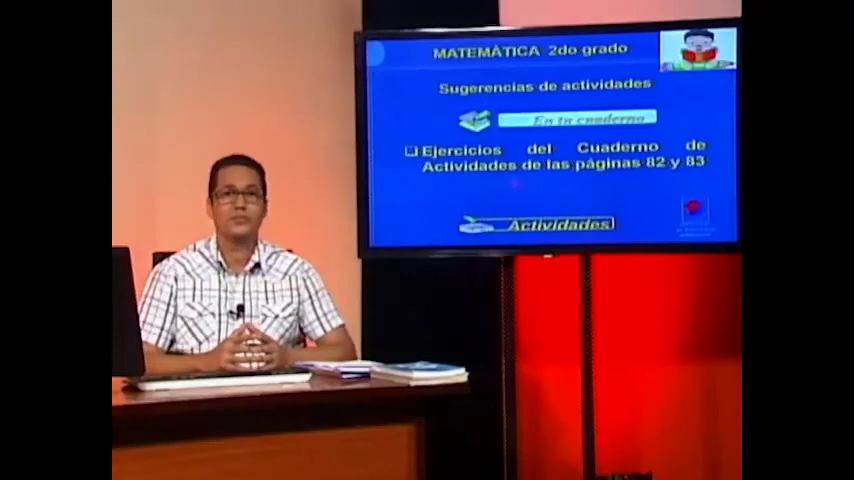 MATEMÁTICA 2do grado
Sugerencias de actividades
En tu cuaderno
Ejercicios del Cuaderno de
Actividades de las páginas 82 y 83
Actividades